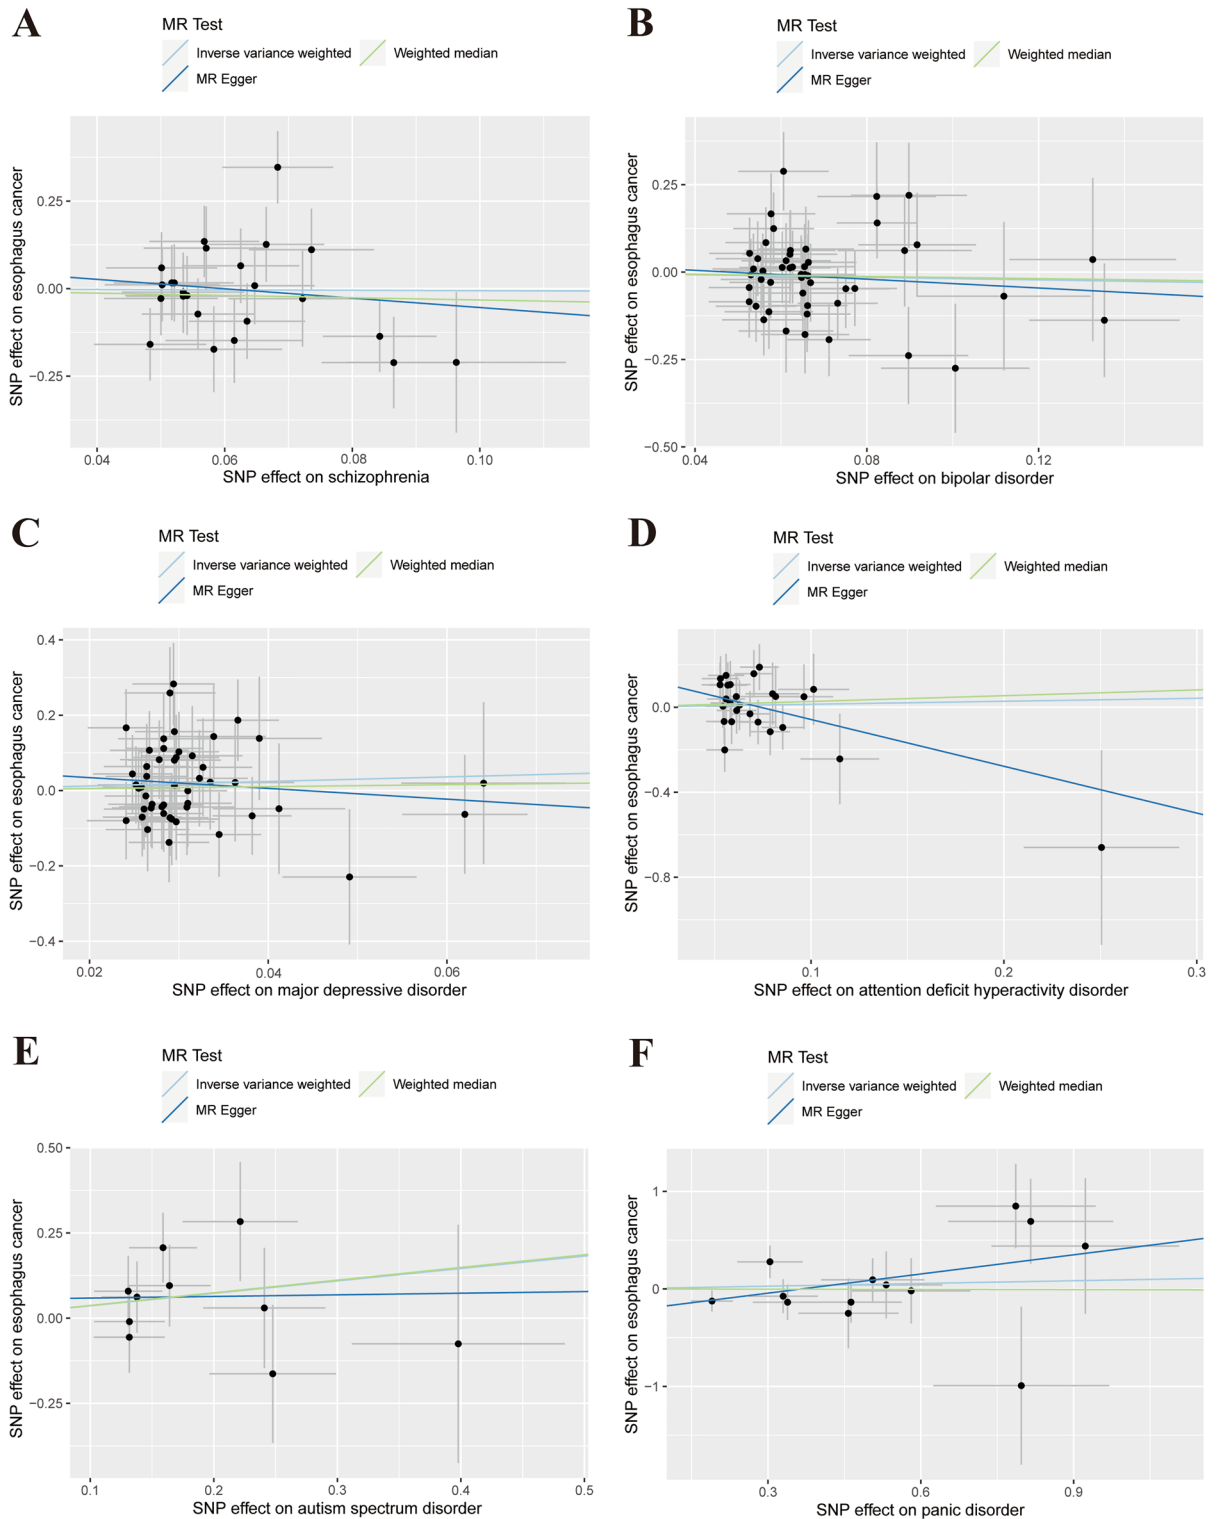 A
MR Test
Inverse variance weighted
Weighted median
MR Egger
SNP effect on esophagus cancer
0.25
0.00
−0.25
0.04
0.06
0.08
0.10
SNP effect on schizophrenia
B
MR Test
Inverse variance weighted
Weighted median
MR Egger
SNP effect on esophagus cancer
0.25
0.00
−0.25
−0.50
0.04
0.08
0.12
SNP effect on bipolar disorder
C
MR Test
Inverse variance weighted
Weighted median
MR Egger
SNP effect on esophagus cancer
0.4
0.2
0.0
−0.2
−0.4
0.02
0.04
0.06
SNP effect on major depressive disorder
D
MR Test
Inverse variance weighted
Weighted median
MR Egger
SNP effect on esophagus cancer
0.0
−0.4
−0.8
0.1
0.2
0.3
SNP effect on attention deficit hyperactivity disorder
E
MR Test
Inverse variance weighted
Weighted median
MR Egger
SNP effect on esophagus cancer
0.50
0.25
0.00
−0.25
0.1
0.2
0.3
0.4
0.5
SNP effect on autism spectrum disorder
F
MR Test
Inverse variance weighted
Weighted median
MR Egger
SNP effect on esophagus cancer
1
0
−1
0.3
0.6
0.9
SNP effect on panic disorder